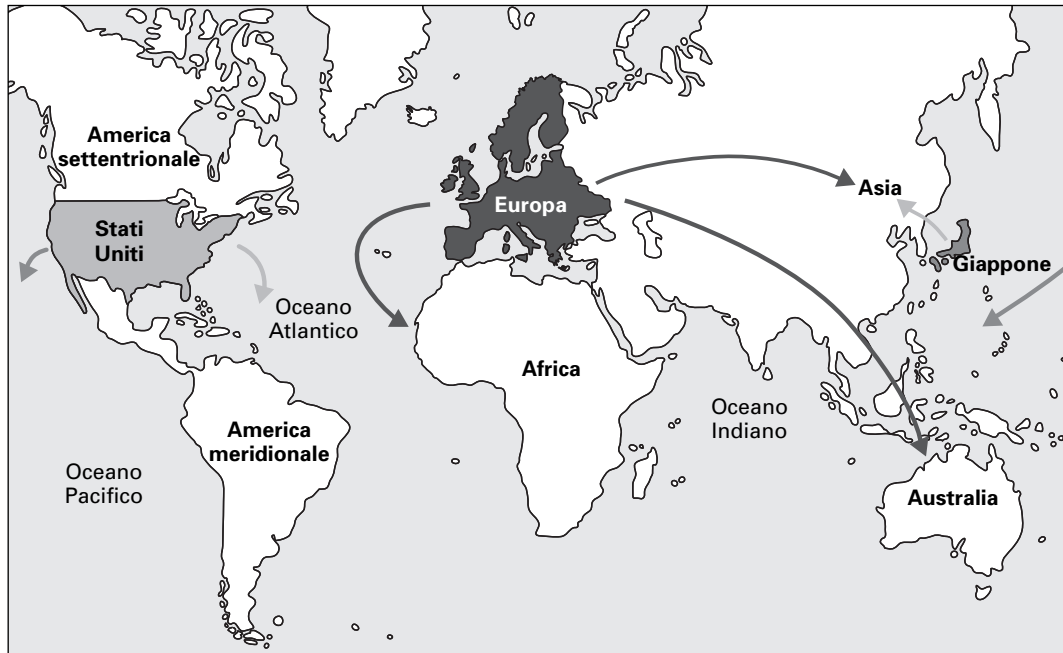 America
settentrionale
Stati
Uniti
Oceano
Atlantico
America
meridionale
Oceano
Pacifico
Europa
Africa
Asia
Giappone
Oceano
Indiano
Australia